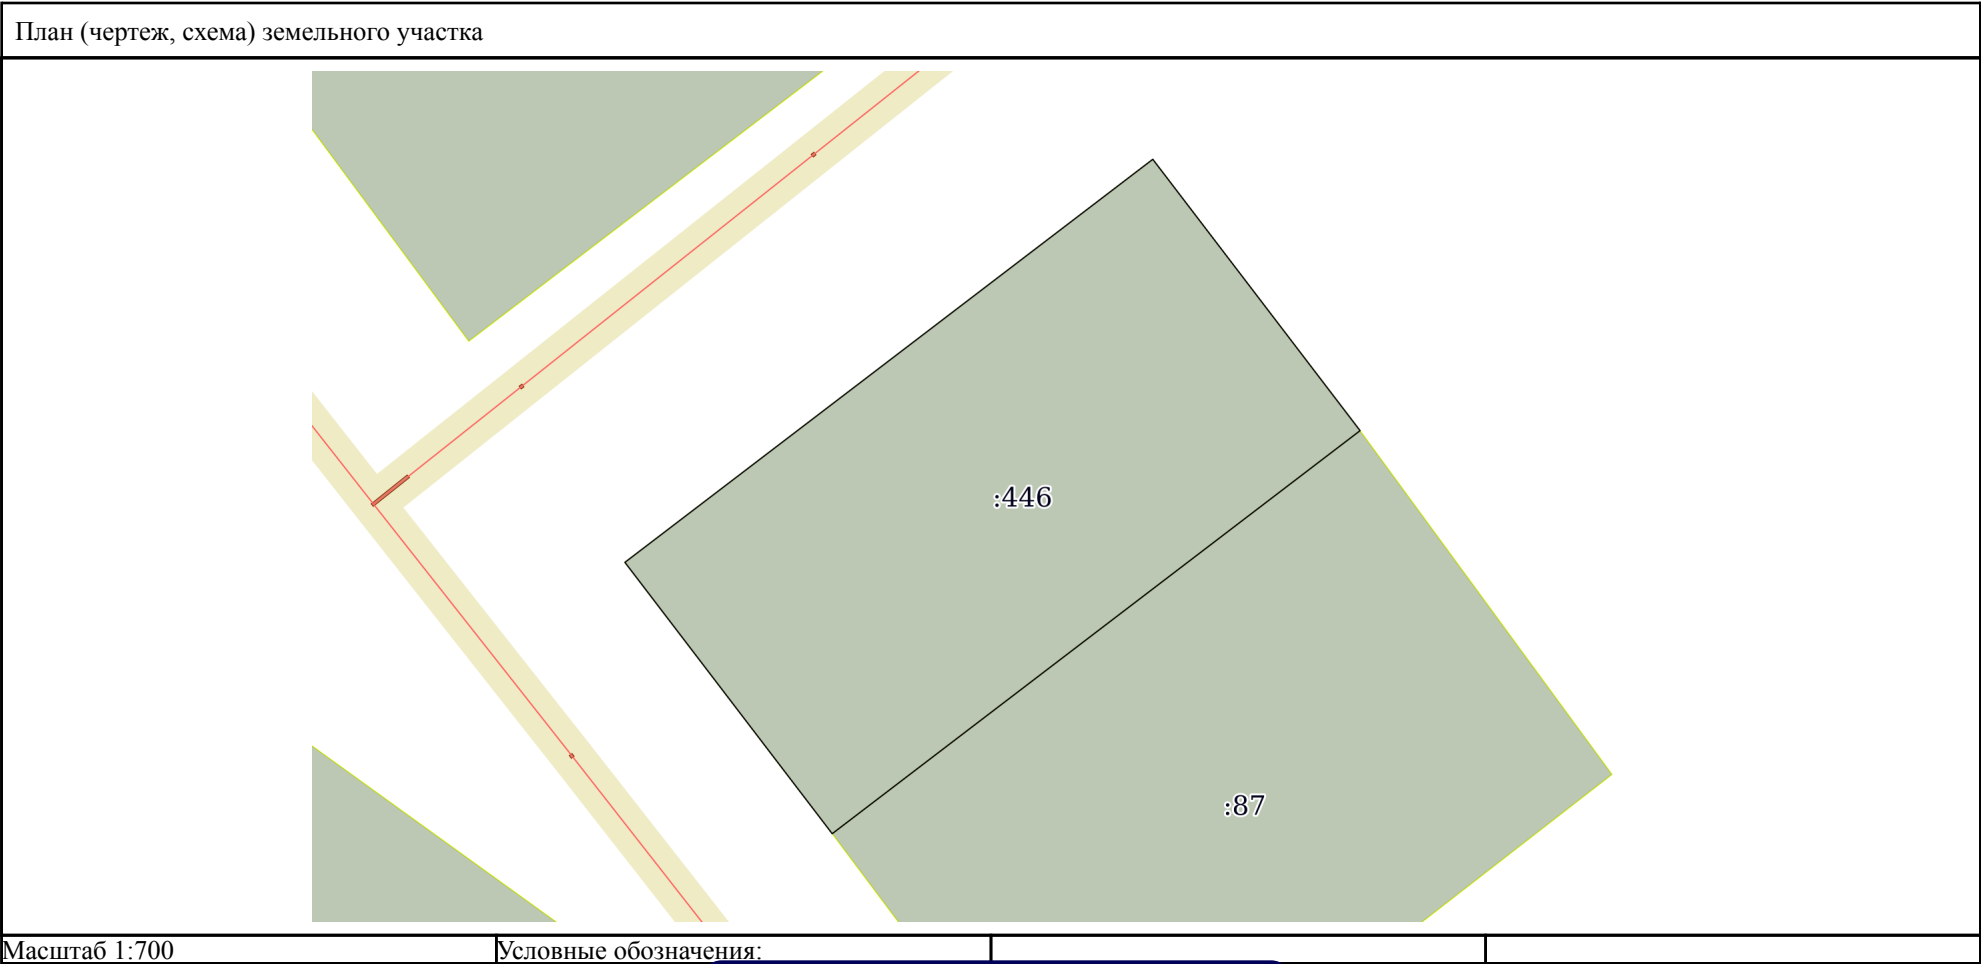 План (чертеж, схема) земельного участка
:446
:87
Масштаб 1:700
Условные обозначения: